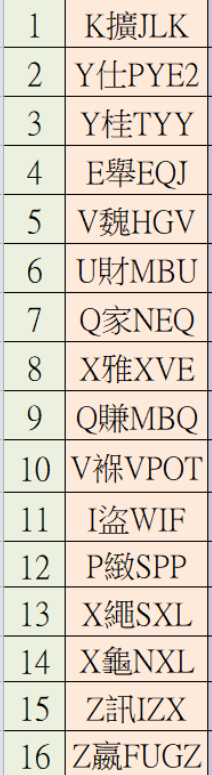 1 K擴JLK
2 Y仕PYE2
3 Y桂TYY
4 E舉EQJ
5 V魏HGV
6 U財MBU
7 Q家NEQ
8 X雅XVE
9 Q賺MBQ
10 V褓VPOT
11 I盜WIF
12 P緻SPP
13 X繩SXL
14 X龜NXL
15 Z訊IZX
16 Z嬴FUGZ